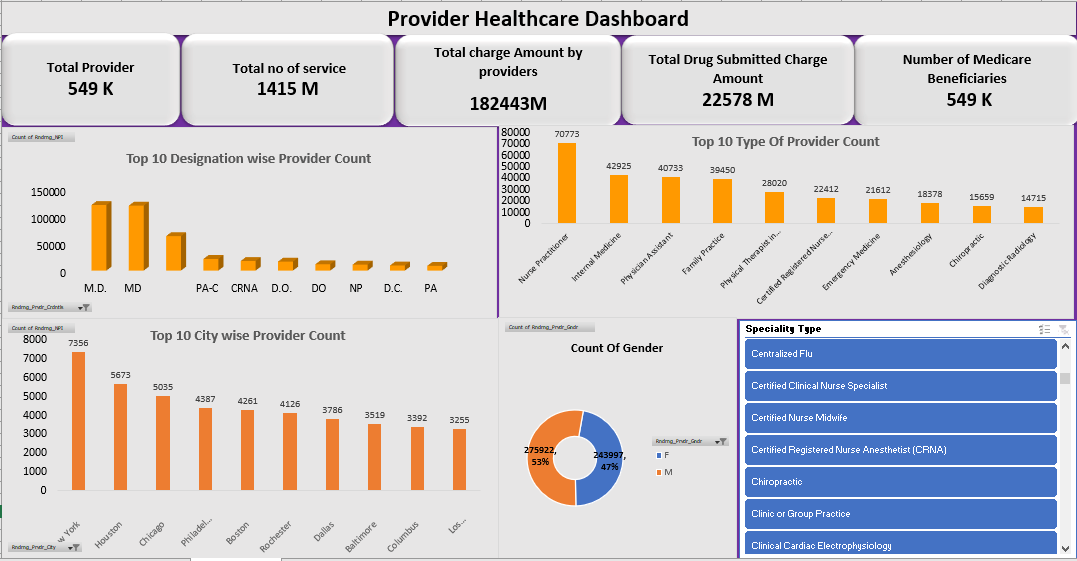 Provider Healthcare Dashboard
Total Provider
549 K
Total no of service
1415 M
Total charge Amount by
providers
182443M
Total Drug Submitted Charge
Amount
22578 M
Number of Medicare
Beneficiaries
549 K
Count of Rndrng_NPI
Top 10 Designation wise Provider Count
150000
100000
50000
0
M.D. MD PA-C CRNA D.O. DO NP D.C. PA
Rndrng_Prvdr_Crdntls
Top 10 Type Of Provider Count
80000
70000
60000
50000
40000
30000
20000
10000
0
70773 42925 40733 39450 28020 22412 21612 18378 15659 14715
Nurse Practitioner
Internal Medicine
Physician Assistant
Family Practice
Physical Therapist in...
Certified Registered Nurse...
Emergency Medicine
Anesthesiology
Chiropractic
Diagnostic Radiology
Count of Rndrng_NPI
Top 10 City wise Provider Count
8000
7000
6000
5000
4000
3000
2000
1000
0
7356 5673 5035 4387 4261 4126 3786 3519 3392 3255
w York
Houston
Chicago
Philadel...
Boston
Rochester
Dallas
Baltimore
Columbus
Los...
Rndrng_Prvdr_City
Count of Rndrng_Prvdr_Gndr
Count Of Gender
275922,
53%
243997,
47%
Rndrng_Prvdr_Gndr
F
M
Speciality Type
Centralized Flu
Certified Clinical Nurse Specialist
Certified Nurse Midwife
Certified Registered Nurse Anesthetist (CRNA)
Chiropractic
Clinic or Group Practice
Clinical Cardiac Electrophysiology